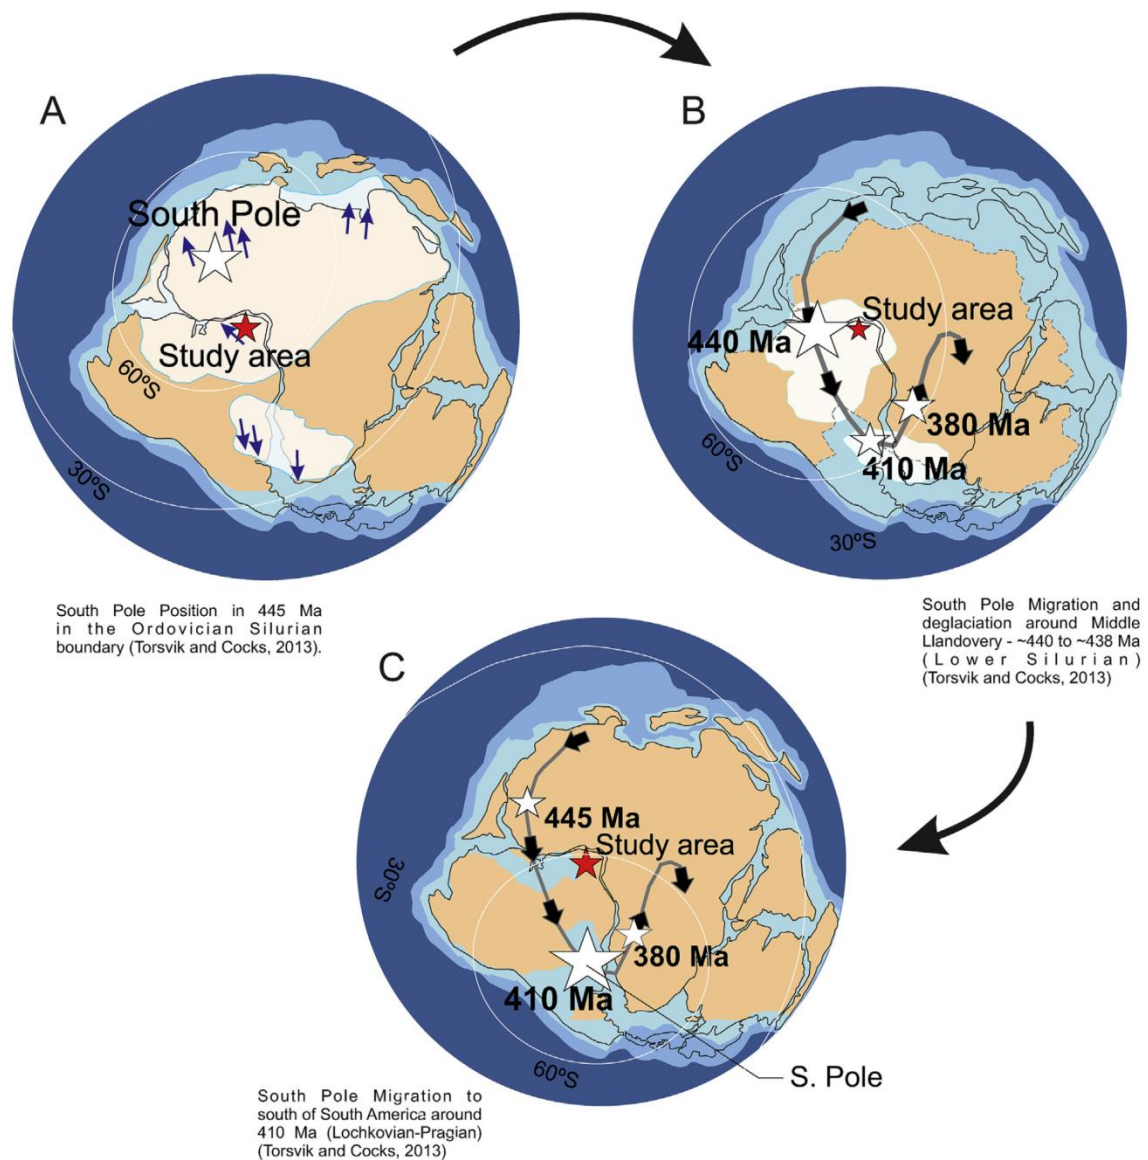 A
South Pole
Study area
60ºS
30ºS
South Pole Position in 445 Ma
in the Ordovician Silurian
boundary (Torsvik and Cocks, 2013).
B
Study area
440 Ma
380 Ma
410 Ma
60ºS
30ºS
South Pole Migration and
deglaciation around Middle
Llandovery - ~440 to ~438 Ma
(Lower Silurian)
(Torsvik and Cocks, 2013)
C
445 Ma
Study area
30ºS
380 Ma
410 Ma
60ºS
S. Pole
South Pole Migration to
south of South America around
410 Ma (Lochkovian-Pragian)
(Torsvik and Cocks, 2013)